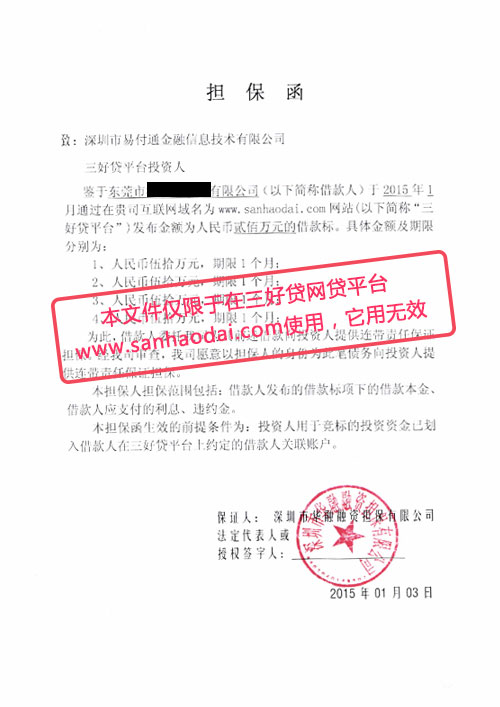 担 保 函
致：深圳市易付通金融信息技术有限公司
三好贷平台投资人
鉴于东莞市 有限公司（以下简称借款人）于2015年1
月通过在贵司互联网域名为www.sanhaodai.com网站(以下简称“三
好贷平台”)发布金额为人民币贰佰万元的借款标。具体金额及期限
分别为：
1、人民币伍拾万元，期限1个月；
2、人民币伍拾万元，期限1个月；
3、人民币伍拾万元，期限1个月；
4、 期限1个月；
本文件仅限于在三好贷网贷平台
www.sanhaodai.com使用，它用无效
为此，借款人委托我 借款向投资人提供连带责任保证
担保。经我司审查，我司愿意以担保人的身份为此笔债务向投资人提
供连带责任保证担保。
本担保人担保范围包括：借款人发布的借款标项下的借款本金、
借款人应支付的利息、违约金。
本担保函生效的前提条件为：投资人用于竞标的投资资金已划
入借款人在三好贷平台上约定的借款人关联账户。
保证人：深圳市华融融资担保有限公司
法定代表人或
授权签字人：
2015 年 01 月 03 日